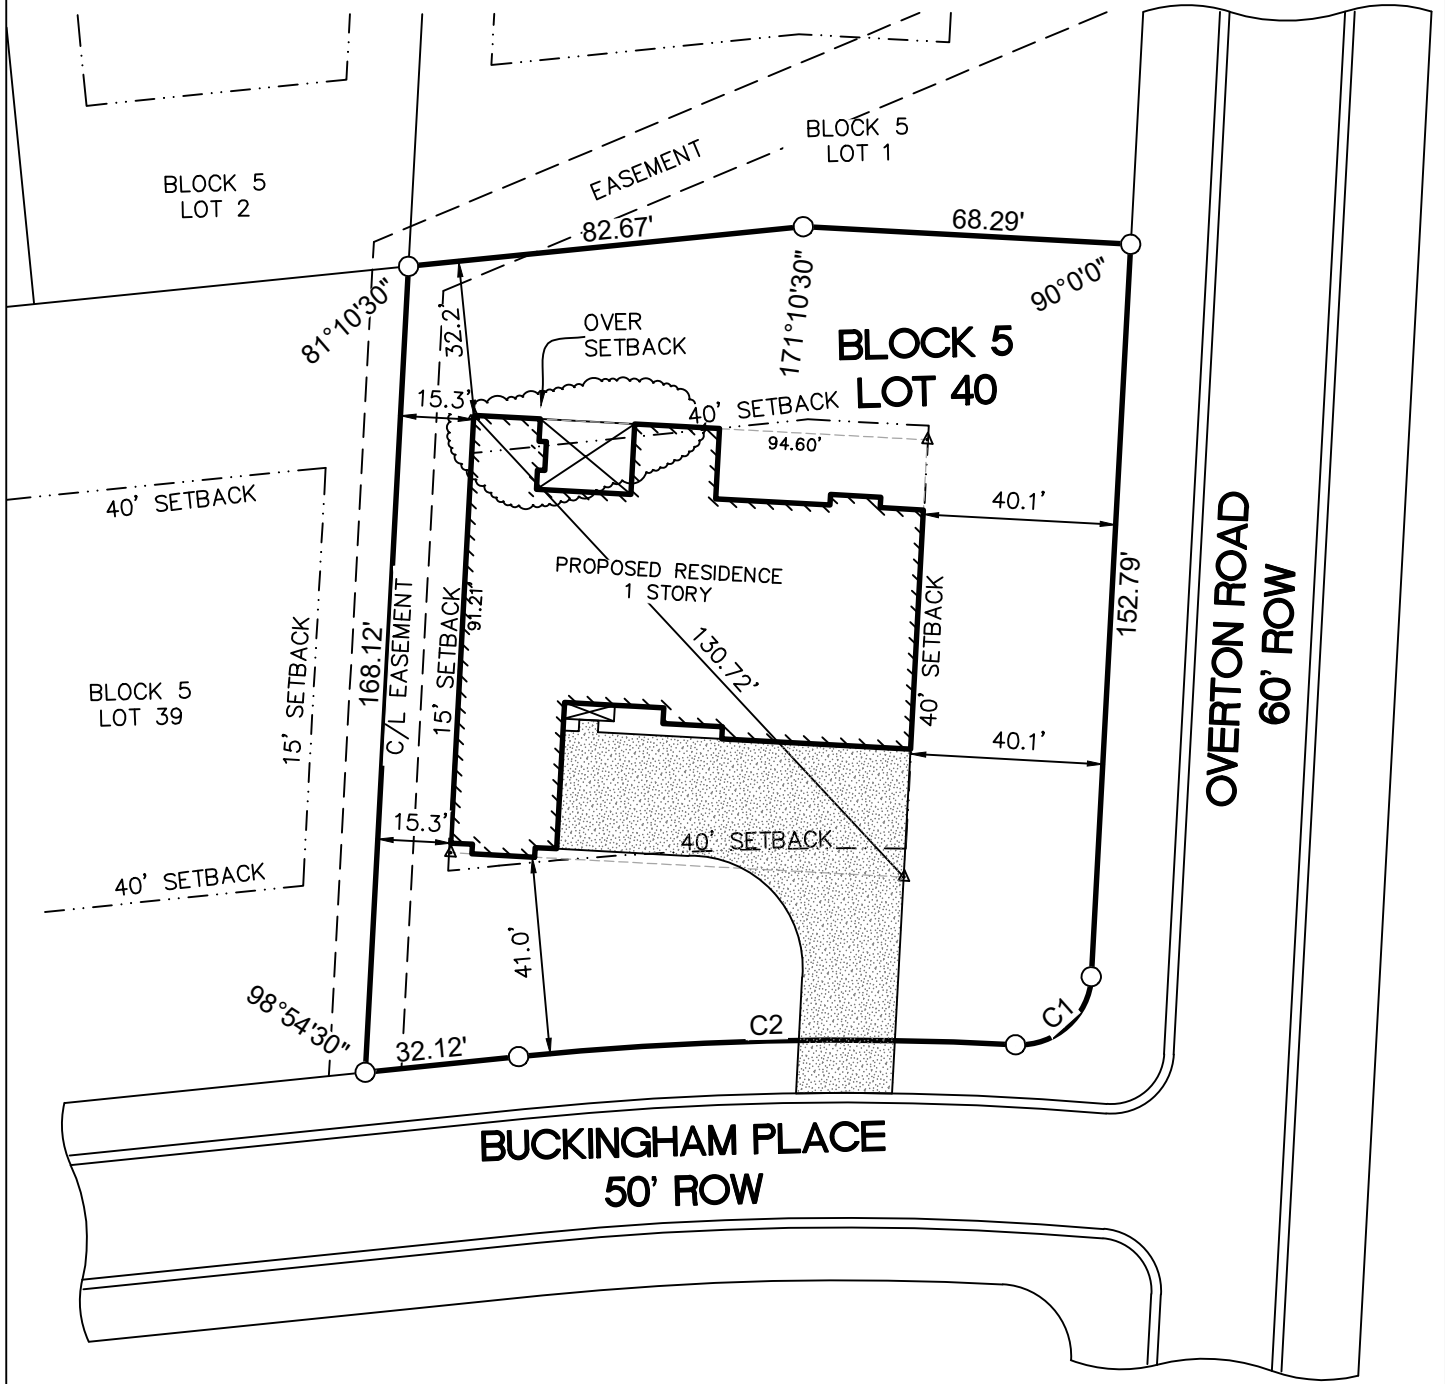 BLOCK 5
LOT 1
EASEMENT
BLOCK 5
LOT 2
82.67'
68.29'
81°10'30"
171°10'30"
90°0'0"
32.2'
OVER
SETBACK
BLOCK 5
LOT 40
15.3'
40' SETBACK
94.60'
40' SETBACK
40.1'
PROPOSED RESIDENCE
1 STORY
130.72'
91.21'
15' SETBACK
C/L EASEMENT
168.12'
15' SETBACK
40' SETBACK
152.79'
OVERTON ROAD
60' ROW
BLOCK 5
LOT 39
40.1'
15.3'
40' SETBACK
40' SETBACK
41.0'
98°54'30"
32.12'
C2
C1
BUCKINGHAM PLACE
50' ROW